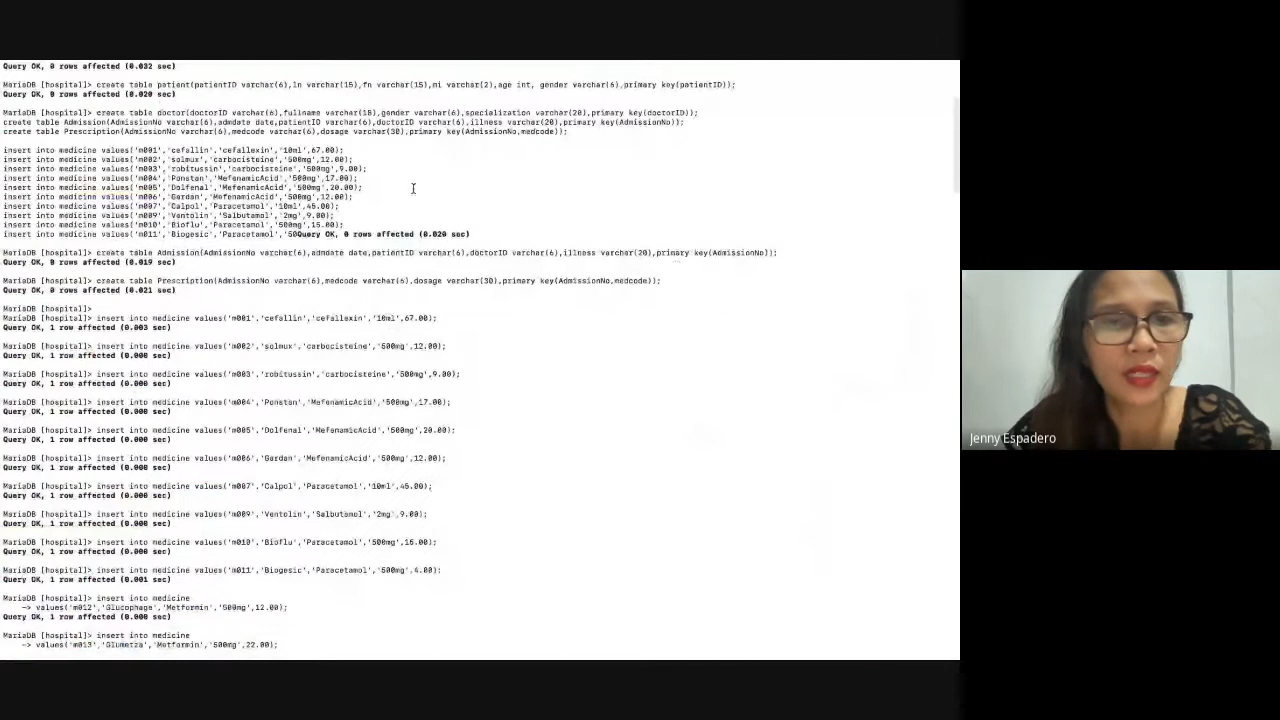 Query OK, 0 rows affected (0.032 sec)
MariaDB [hospital]> create table patient(patientID varchar(6),ln varchar(15),fn varchar(15),mi varchar(2),age int, gender varchar(6),primary key(patientID));
Query OK, 0 rows affected (0.020 sec)
MariaDB [hospital]> create table doctor(doctorID varchar(6),fullname varchar(18),gender varchar(6),specialization varchar(20),primary key(doctorID));
create table Admission(AdmissionNo varchar(6),admdate date,patientID varchar(6),doctorID varchar(6),illness varchar(20),primary key(AdmissionNo));
create table Prescription(AdmissionNo varchar(6),medcode varchar(6),dosage varchar(30),primary key(AdmissionNo,medcode));
insert into medicine values('m001','cefallin','cefallexin','10ml',67.00);
insert into medicine values('m002','solmux','carbocisteine','500mg',12.00);
insert into medicine values('m003','robitussin','carbocisteine','500mg',9.00);
insert into medicine values('m004','Ponstan','MefenamicAcid','500mg',17.00);
insert into medicine values('m005','Dolfenal','MefenamicAcid','500mg',20.00);
insert into medicine values('m006','Gardan','MefenamicAcid','500mg',12.00);
insert into medicine values('m007','Calpol','Paracetamol','10ml',45.00);
insert into medicine values('m009','Ventolin','Salbutamol','2mg',9.00);
insert into medicine values('m010','Bioflu','Paracetamol','500mg',15.00);
insert into medicine values('m011','Biogesic','Paracetamol','500Query OK, 0 rows affected (0.020 sec)
MariaDB [hospital]> create table Admission(AdmissionNo varchar(6),admdate date,patientID varchar(6),doctorID varchar(6),illness varchar(20),primary key(AdmissionNo));
Query OK, 0 rows affected (0.019 sec)
MariaDB [hospital]> create table Prescription(AdmissionNo varchar(6),medcode varchar(6),dosage varchar(30),primary key(AdmissionNo,medcode));
Query OK, 0 rows affected (0.021 sec)
MariaDB [hospital]>
MariaDB [hospital]> insert into medicine values('m001','cefallin','cefallexin','10ml',67.00);
Query OK, 1 row affected (0.003 sec)
MariaDB [hospital]> insert into medicine values('m002','solmux','carbocisteine','500mg',12.00);
Query OK, 1 row affected (0.000 sec)
MariaDB [hospital]> insert into medicine values('m003','robitussin','carbocisteine','500mg',9.00);
Query OK, 1 row affected (0.000 sec)
MariaDB [hospital]> insert into medicine values('m004','Ponstan','MefenamicAcid','500mg',17.00);
Query OK, 1 row affected (0.000 sec)
MariaDB [hospital]> insert into medicine values('m005','Dolfenal','MefenamicAcid','500mg',20.00);
Query OK, 1 row affected (0.000 sec)
MariaDB [hospital]> insert into medicine values('m006','Gardan','MefenamicAcid','500mg',12.00);
Query OK, 1 row affected (0.000 sec)
MariaDB [hospital]> insert into medicine values('m007','Calpol','Paracetamol','10ml',45.00);
Query OK, 1 row affected (0.000 sec)
MariaDB [hospital]> insert into medicine values('m009','Ventolin','Salbutamol','2mg',9.00);
Query OK, 1 row affected (0.000 sec)
MariaDB [hospital]> insert into medicine values('m010','Bioflu','Paracetamol','500mg',15.00);
Query OK, 1 row affected (0.000 sec)
MariaDB [hospital]> insert into medicine values('m011','Biogesic','Paracetamol','500mg',4.00);
Query OK, 1 row affected (0.001 sec)
MariaDB [hospital]> insert into medicine
-> values('m012','Glucophage','Metformin','500mg',12.00);
Query OK, 1 row affected (0.000 sec)
MariaDB [hospital]> insert into medicine
-> values('m013','Glumetza','Metformin','500mg',22.00);
Jenny Espadero